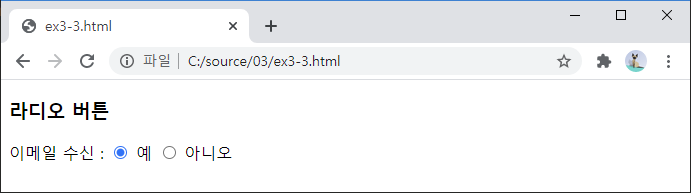 ex3-3.html
파일 C:/source/03/ex3-3.html
라디오 버튼
이메일 수신 : 예 아니오